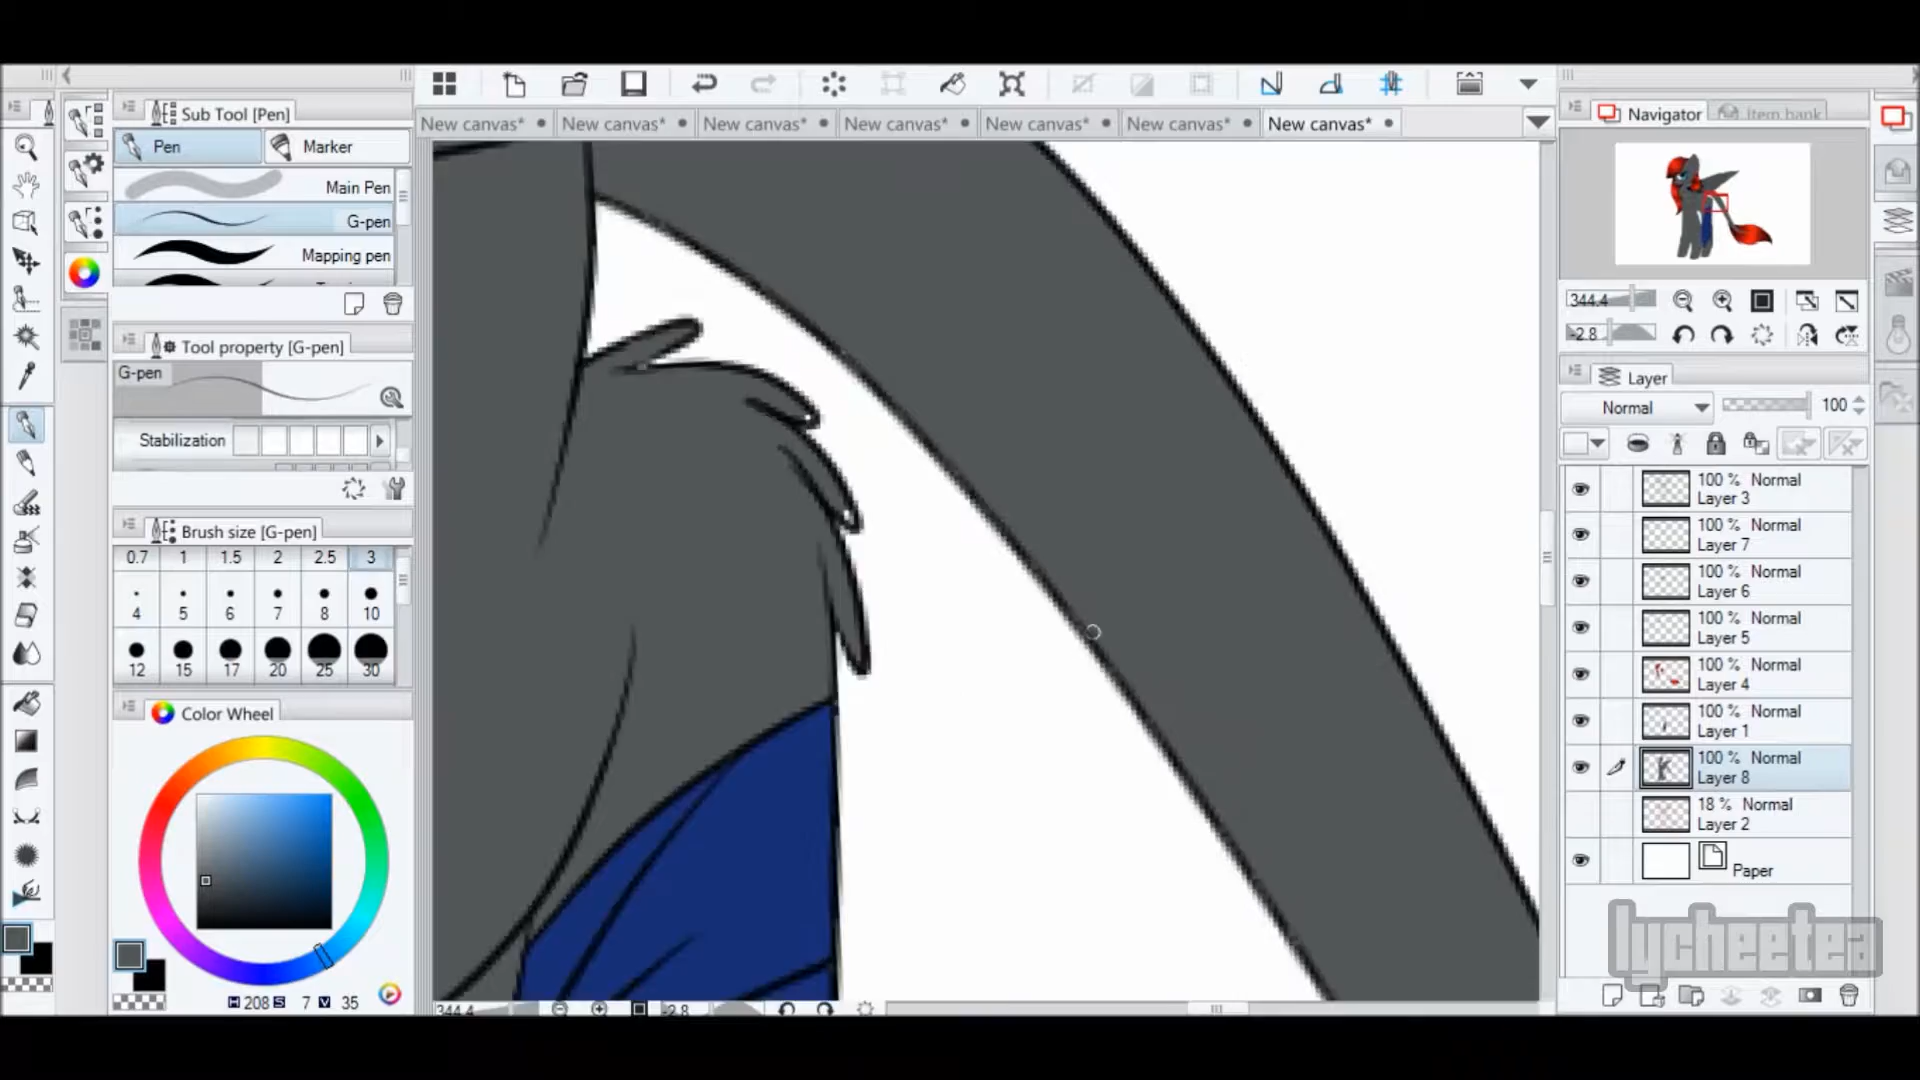 Sub Tool [Pen]
Pen
Marker
Main Pen
G-pen
Mapping pen
Tool property [G-pen]
G-pen
Stabilization
Brush size [G-pen]
0.7 1 1.5 2 2.5 3
4 5 6 7 8 10
12 15 17 20 25 30
Color Wheel
H 208 S 7 V 35
New canvas* New canvas* New canvas* New canvas* New canvas* New canvas* New canvas*
344.4 -2.8
Navigator Item bank
344.4
-2.8
Layer
Normal 100
100 % Normal
Layer 3
100 % Normal
Layer 7
100 % Normal
Layer 6
100 % Normal
Layer 5
100 % Normal
Layer 4
100 % Normal
Layer 1
100 % Normal
Layer 8
18 % Normal
Layer 2
Paper
lycheetea